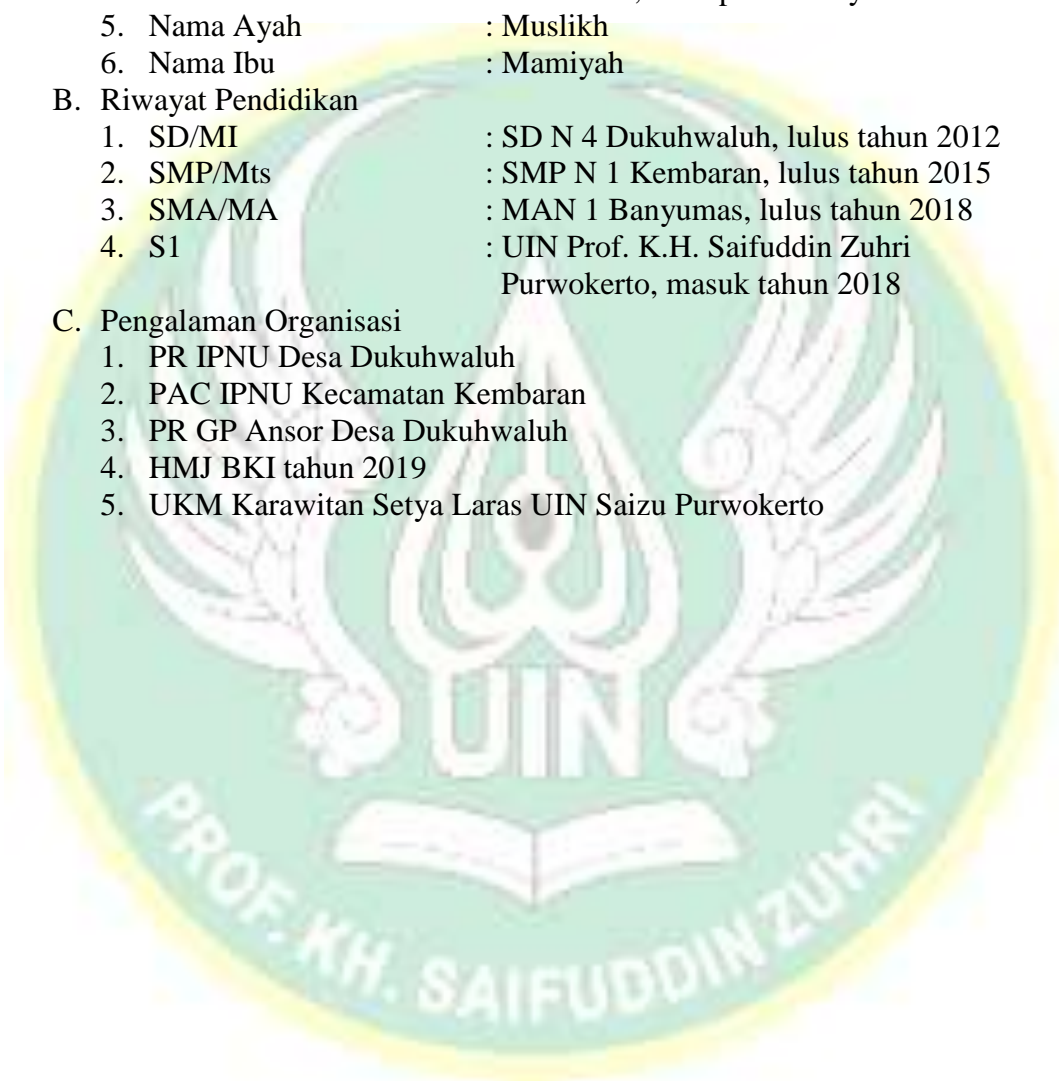 5. Nama Ayah : Muslikh
6. Nama Ibu : Mamiyah
B. Riwayat Pendidikan
1. SD/MI : SD N 4 Dukuhwaluh, lulus tahun 2012
2. SMP/Mts : SMP N 1 Kembaran, lulus tahun 2015
3. SMA/MA : MAN 1 Banyumas, lulus tahun 2018
4. S1 : UIN Prof. K.H. Saifuddin Zuhri
Purwokerto, masuk tahun 2018
C. Pengalaman Organisasi
1. PR IPNU Desa Dukuhwaluh
2. PAC IPNU Kecamatan Kembaran
3. PR GP Ansor Desa Dukuhwaluh
4. HMJ BKI tahun 2019
5. UKM Karawitan Setya Laras UIN Saizu Purwokerto
UIN
PROF. KH. SAIFUDDIN ZUHRI